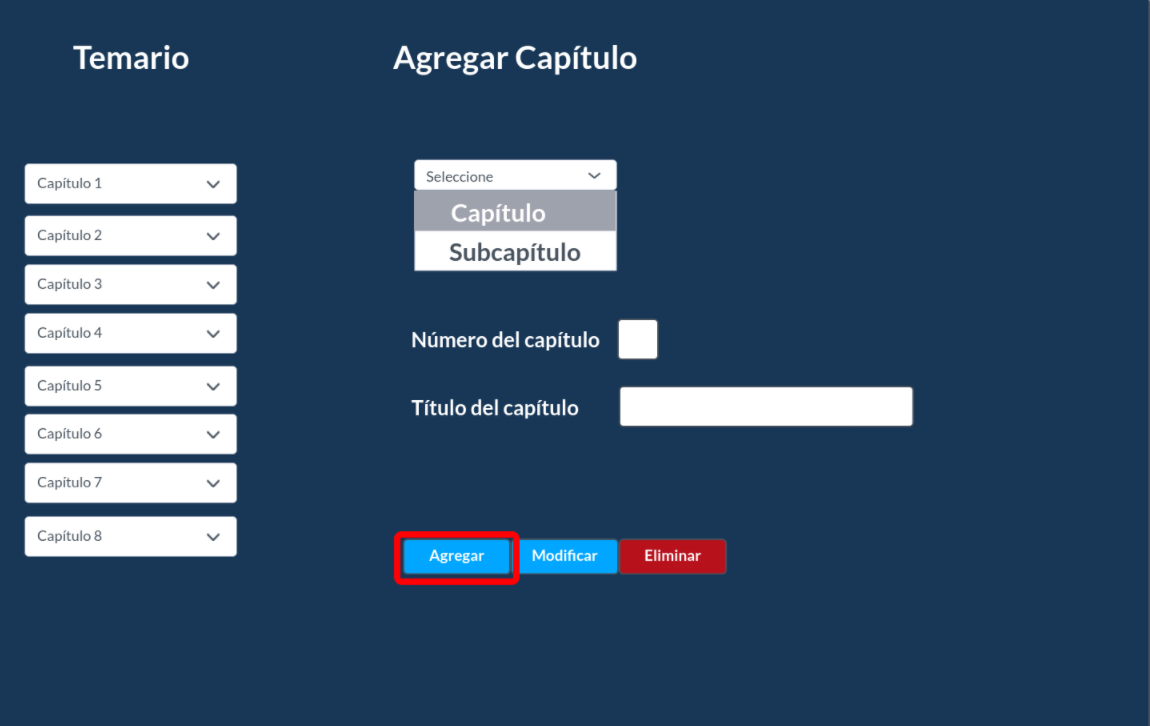 Temario
Capítulo 1
Capítulo 2
Capítulo 3
Capítulo 4
Capítulo 5
Capítulo 6
Capítulo 7
Capítulo 8
Agregar Capítulo
Seleccione
Capítulo
Subcapítulo
Número del capítulo
Título del capítulo
Agregar Modificar Eliminar